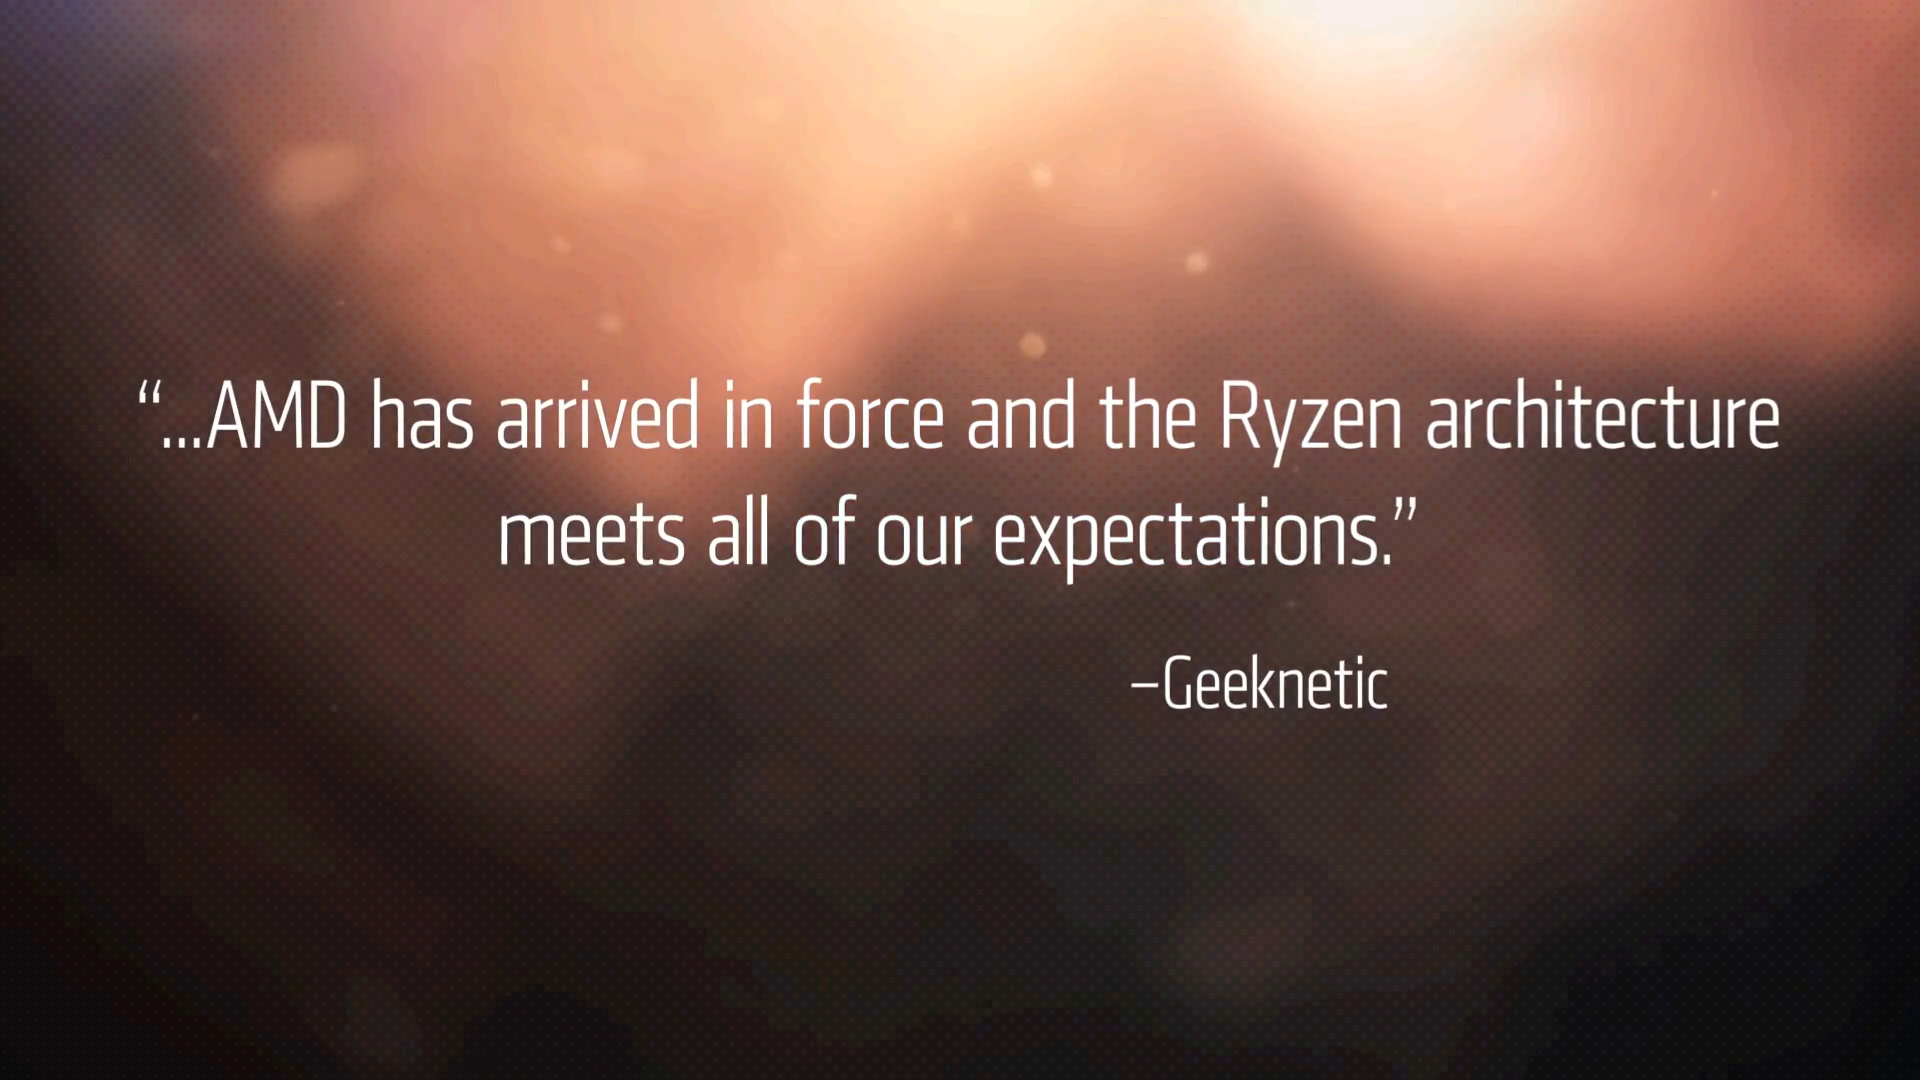 “...AMD has arrived in force and the Ryzen architecture
meets all of our expectations.”
–Geeknetic